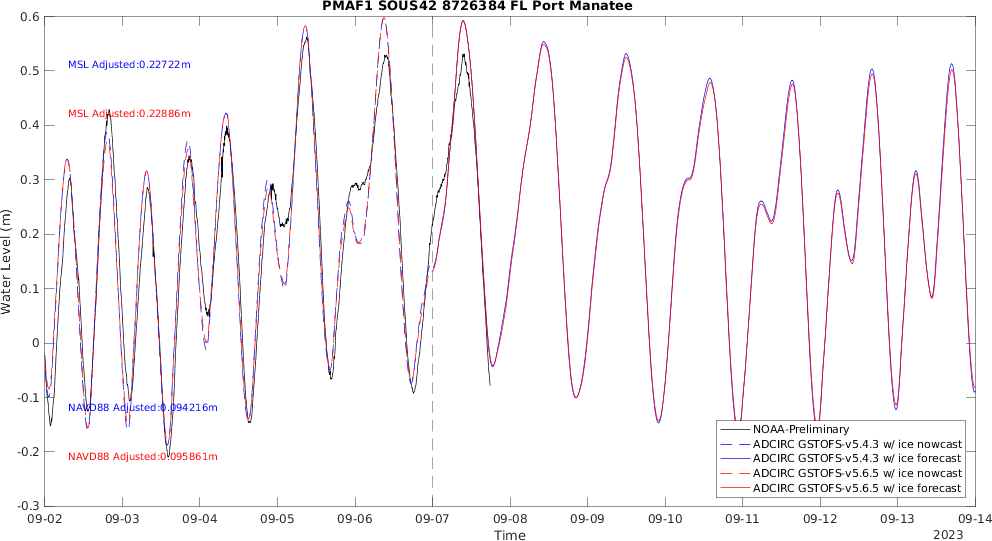 PMAF1 SOUS42 8726384 FL Port Manatee
Water Level (m)
0.6
0.5
0.4
0.3
0.2
0.1
0
-0.1
-0.2
-0.3
MSL Adjusted:0.22722m
MSL Adjusted:0.22886m
NAVD88 Adjusted:0.094216m
NAVD88 Adjusted:0.095861m
NOAA-Preliminary
ADCIRC GSTOFS-v5.4.3 w/ ice nowcast
ADCIRC GSTOFS-v5.4.3 w/ ice forecast
ADCIRC GSTOFS-v5.6.5 w/ ice nowcast
ADCIRC GSTOFS-v5.6.5 w/ ice forecast
09-02 09-03 09-04 09-05 09-06 09-07 09-08 09-09 09-10 09-11 09-12 09-13 09-14
Time
2023